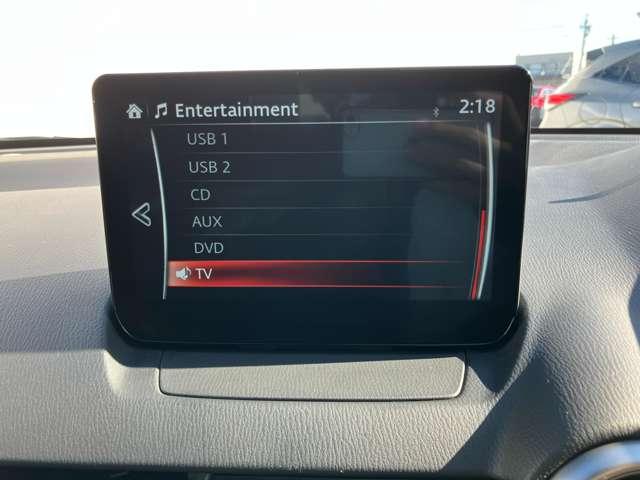 Entertainment 2:18
USB 1
USB 2
CD
AUX
DVD
TV